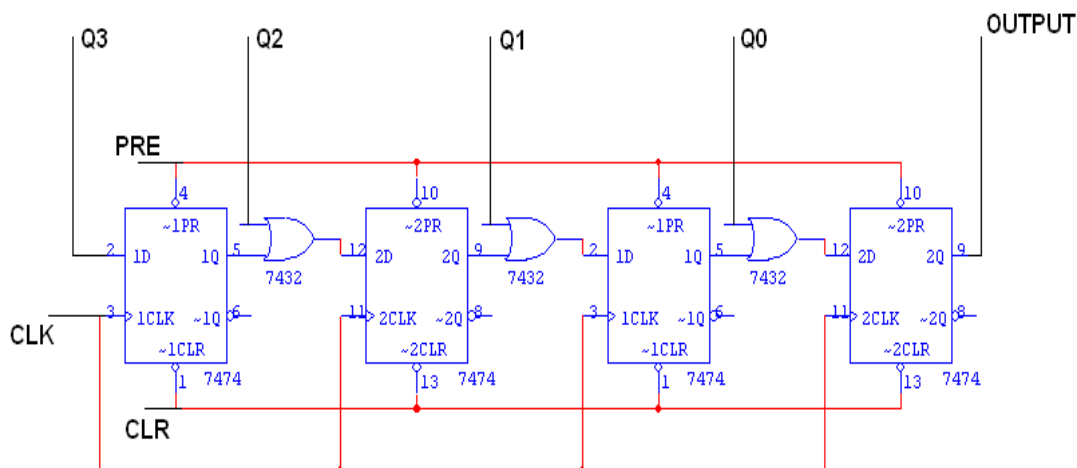 Q3 Q2 Q1 Q0 OUTPUT
PRE
4 10 4 10
~1PR ~2PR ~1PR ~2PR
2 1D 1Q 5 12 2D 2Q 9 2 1D 1Q 5 12 2D 2Q 9
7432 7432 7432
3 1CLK ~1Q 6 11 2CLK ~2Q 8 3 1CLK ~1Q 6 11 2CLK ~2Q 8
CLK
~1CLR ~2CLR ~1CLR ~2CLR
1 7474 13 7474 1 7474 13 7474
CLR